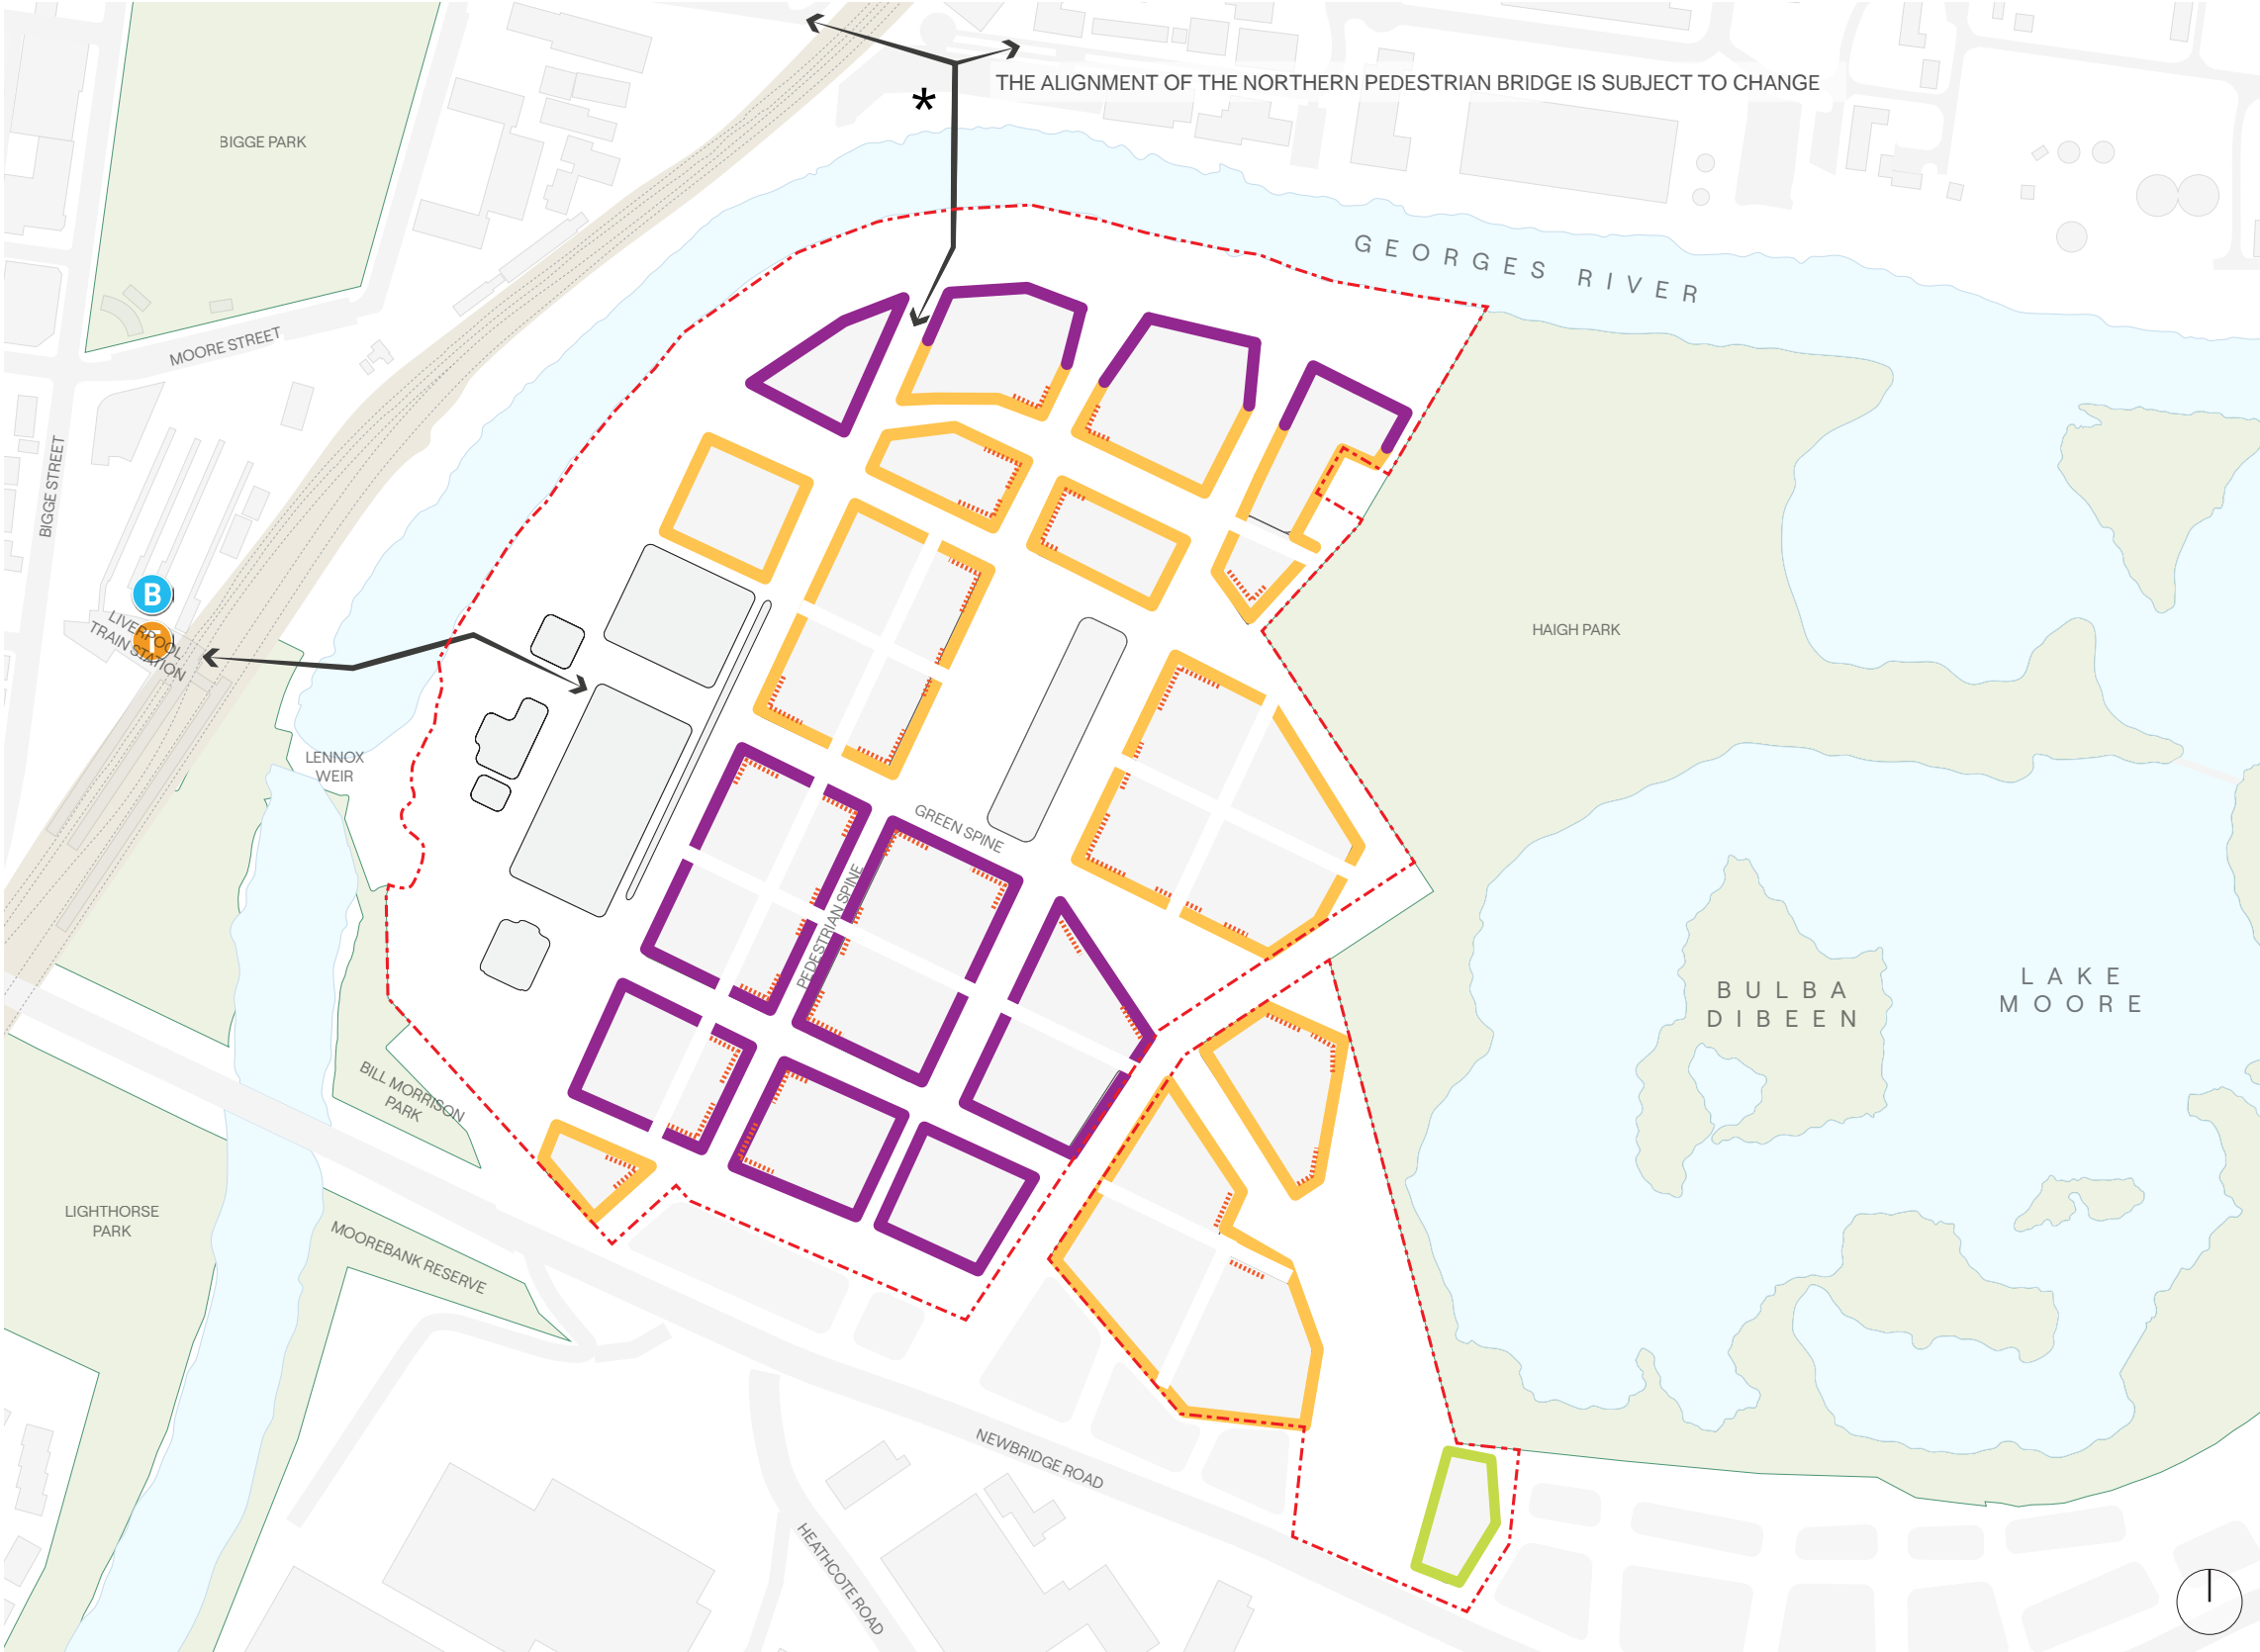 THE ALIGNMENT OF THE NORTHERN PEDESTRIAN BRIDGE IS SUBJECT TO CHANGE
*
BIGGE PARK
GEORGES RIVER
MOORE STREET
BIGGE STREET
B
T
LIVERPOOL
TRAIN STATION
HAIGH PARK
LENNOX
WEIR
GREEN SPINE
PEDESTRIAN SPINE
BULBA
DIBEEN
LAKE
MOORE
BILL MORRISON
PARK
LIGHTHORSE
PARK
MOOREBANK RESERVE
NEWBRIDGE ROAD
HEATHCOTE ROAD